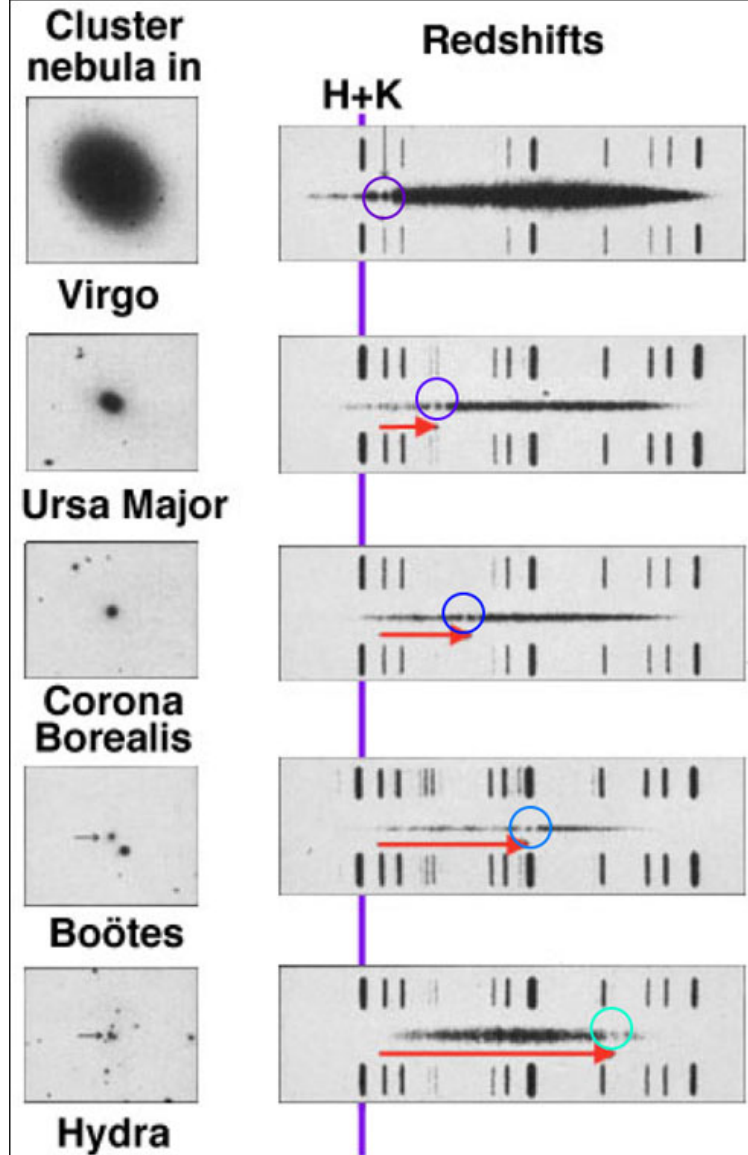 Cluster
nebula in
Redshifts
H+K
Virgo
Ursa Major
Corona
Borealis
Boötes
Hydra